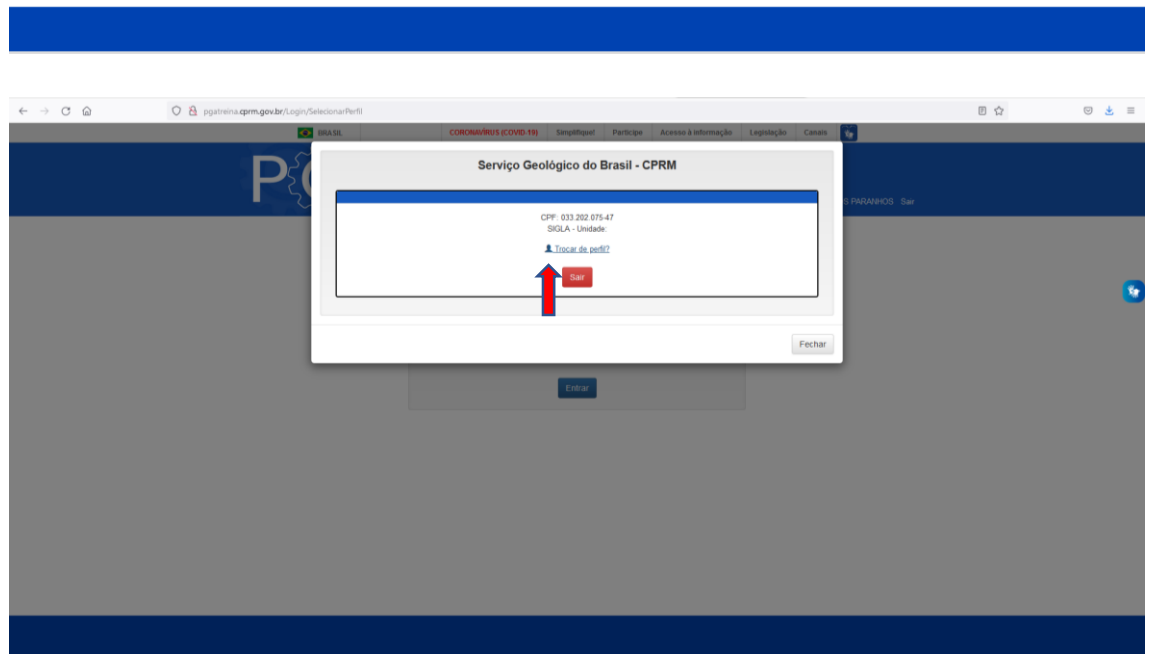 pgatreina.cprm.gov.br/Login/SelecionarPerfil
BRASIL CORONAVÍRUS (COVID-19) Simplifique! Participe Acesso à informação Legislação Canais
Serviço Geológico do Brasil - CPRM
S PARANHOS Sair
CPF: 033.202.075-47
SIGLA - Unidade:
Trocar de perfil?
Sair
Fechar
Entrar